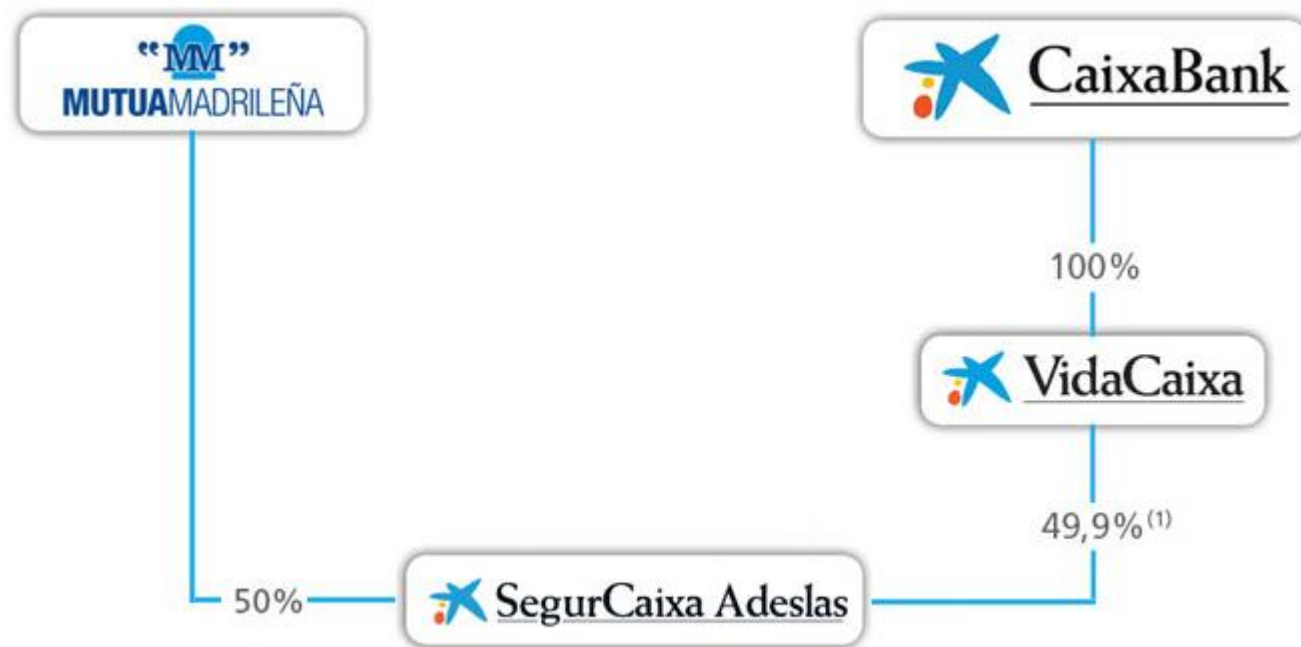 “MM”
MUTUAMADRILEÑA
CaixaBank
100%
VidaCaixa
49,9% (1)
50%
SegurCaixa Adeslas